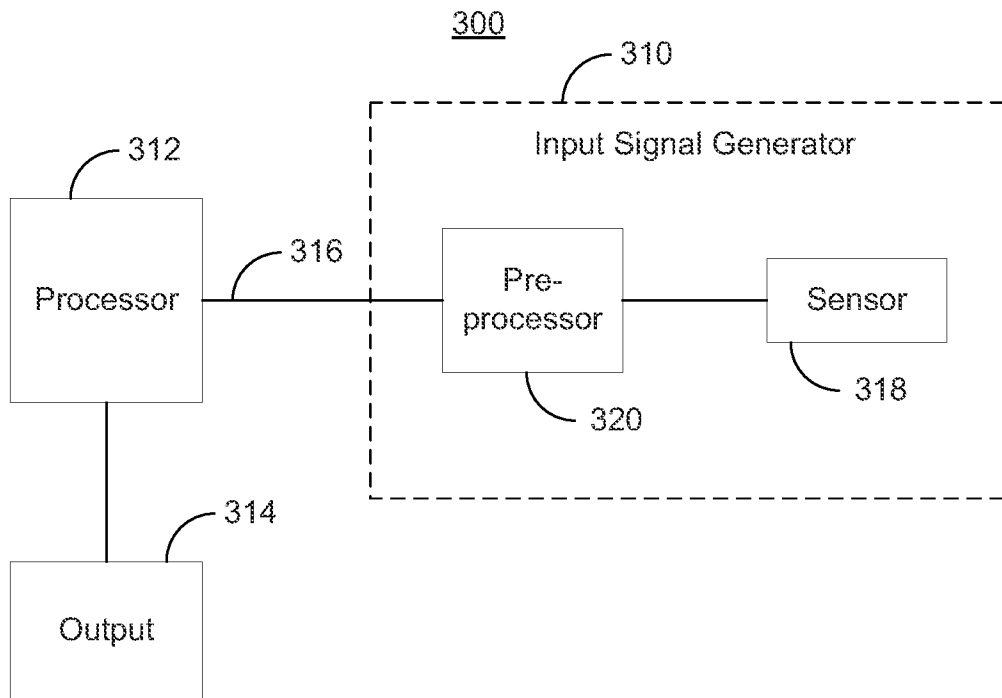 300
310
Input Signal Generator
312
316
Processor
Pre-
processor
Sensor
318
320
314
Output